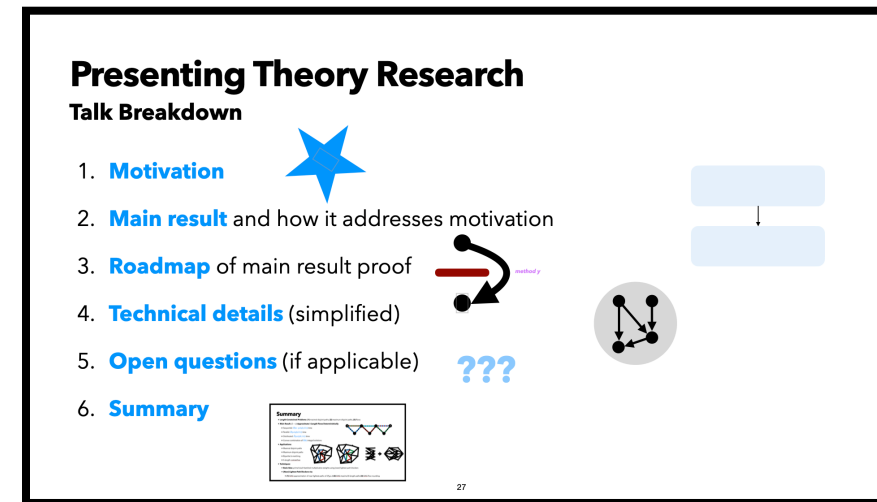 Presenting Theory Research
Talk Breakdown
1. Motivation
2. Main result and how it addresses motivation
3. Roadmap of main result proof
method y
4. Technical details (simplified)
5. Open questions (if applicable)
???
6. Summary
Summary
27